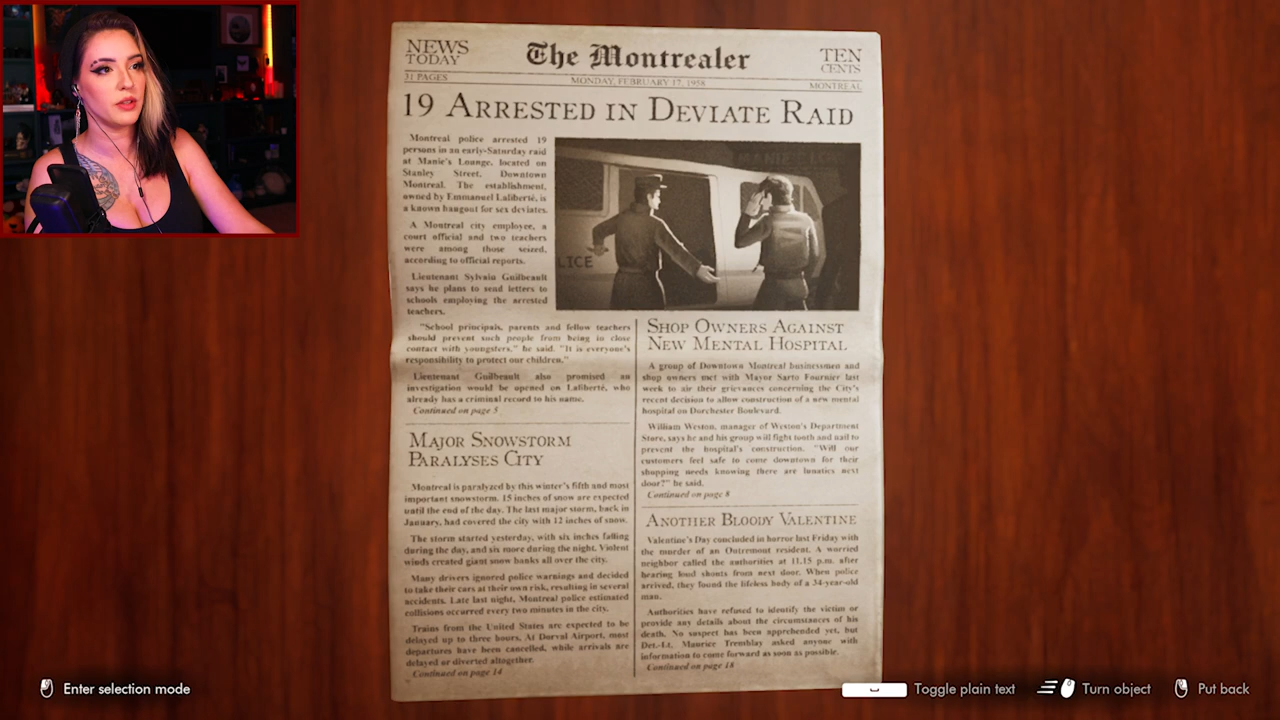 NEWS
TODAY
The Montrealer
TEN
CENTS
31 PAGES
MONDAY, FEBRUARY 17, 1958
MONTREAL
19 ARRESTED IN DEVIATE RAID
Montreal police arrested 19
persons in an early-Saturday raid
at Manie's Lounge, located on
Stanley Street, Downtown
Montreal. The establishment,
owned by Emmanuel Laliberté, is
a known hangout for sex deviates.
A Montreal city employer, a
court official and two teachers
were among those seized,
according to official reports.
Lieutenant Sylvain Guilbeault
says he plans to send letters to
schools employing the arrested
teachers.
"School principals, parents and fellow teachers
should prevent such people from being in close
contact with youngsters," he said. "It is everyone's
responsibility to protect our children."
Lieutenant Guilbeault also promised an
investigation would be opened on Laliberté, who
already has a criminal record to his name.
Continued on page 5
MAJOR SNOWSTORM
PARALYSES CITY
Montreal is paralyzed by this winter's fifth and most
important snowstorm. 15 inches of snow are expected
until the end of the day. The last major storm, back in
January, had covered the city with 12 inches of snow.
The storm started yesterday, with six inches falling
during the day, and six more during the night. Violent
winds created giant snow banks all over the city.
Many drivers ignored police warnings and decided
to take their cars at their own risk, resulting in several
accidents. Late last night, Montreal police estimated
collisions occurred every two minutes in the city.
Trains from the United States are expected to be
delayed up to three hours. At Dorval Airport, most
departures have been cancelled, while arrivals are
delayed or diverted altogether.
Continued on page 14
MANIE'S LOUN
LICE
SHOP OWNERS AGAINST
NEW MENTAL HOSPITAL
A group of Downtown Montreal businessmen and
shop owners met with Mayor Sarto Fournier last
week to air their grievances concerning the City's
recent decision to allow construction of a new mental
hospital on Dorchester Boulevard.
William Weston, manager of Weston's Department
Store, says he and his group will fight tooth and nail to
prevent the hospital's construction. "Will our
customers feel safe to come downtown for their
shopping needs knowing there are lunatics next
door?" he said.
Continued on page 8
ANOTHER BLOODY VALENTINE
Valentine's Day concluded in horror last Friday with
the murder of an Outremont resident. A worried
neighbor called the authorities at 11.15 p.m. after
hearing loud shouts from next door. When police
arrived, they found the lifeless body of a 34-year-old
man.
Authorities have refused to identify the victim or
provide any details about the circumstances of his
death. No suspect has been apprehended yet, but
Det.-Lt. Maurice Tremblay asked anyone with
information to come forward as soon as possible.
Continued on page 18
Enter selection mode
Toggle plain text
Turn object
Put back